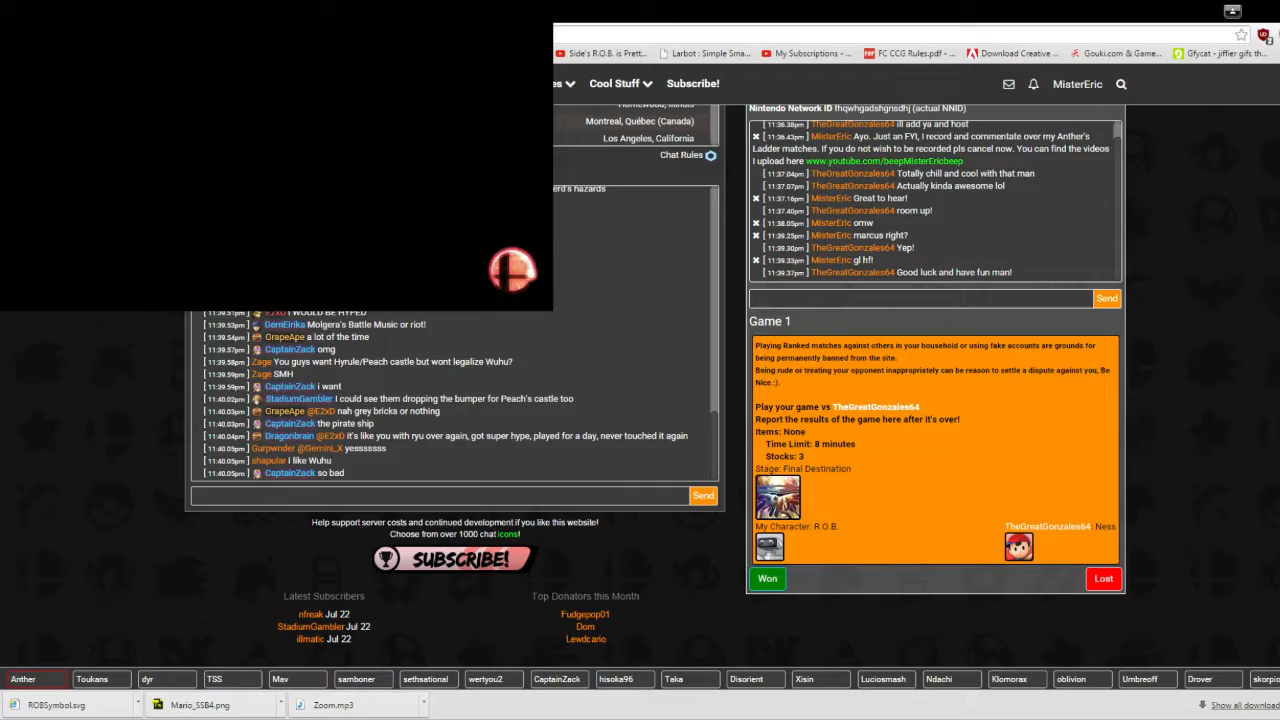 Side's R.O.B. is Prett...
Larbot : Simple Sma...
My Subscriptions - ...
FC CCG Rules.pdf - ...
Download Creative ...
Gouki.com & Game...
Gfycat - jiffier gifs th
es
Cool Stuff
Subscribe!
MisterEric
Montreal, Québec (Canada)
Los Angeles, California
Chat Rules
erd's hazards
[ 11:39.51pm ] E2xD I WOULD BE HYPED
[ 11:39.53pm ] GemEirika Molgera's Battle Music or riot!
[ 11:39.54pm ] GrapeApe a lot of the time
[ 11:39.57pm ] CaptainZack omg
[ 11:39.58pm ] Zage You guys want Hyrule/Peach castle but wont legalize Wuhu?
[ 11:39.59pm ] Zage SMH
[ 11:39.59pm ] CaptainZack i want
[ 11:40.02pm ] StadiumGambler I could see them dropping the bumper for Peach's castle too
[ 11:40.03pm ] GrapeApe @E2xD nah grey bricks or nothing
[ 11:40.03pm ] CaptainZack the pirate ship
[ 11:40.04pm ] Dragonbrain @E2xD it's like you with ryu over again, got super hype, played for a day, never touched it again
[ 11:40.05pm ] Gurpwnder @Gemini_X yessssss
[ 11:40.05pm ] shapular I like Wuhu
[ 11:40.05pm ] CaptainZack so bad
Send
Help support server costs and continued development if you like this website!
Choose from over 1000 chat icons!
SUBSCRIBE!
Latest Subscribers
nfreak Jul 22
StadiumGambler Jul 22
illmatic Jul 22
Top Donators this Month
Fudgepop01
Dom
Lewdcario
Nintendo Network ID fhqwhgadshgnsdhj (actual NNID)
[ 11:36.38pm ] TheGreatGonzales64 ill add ya and host
[ 11:36.43pm ] MisterEric Ayo. Just an FYI, I record and commentate over my Anther's
Ladder matches. If you do not wish to be recorded pls cancel now. You can find the videos
I upload here www.youtube.com/beepMisterEricbeep
[ 11:37.04pm ] TheGreatGonzales64 Totally chill and cool with that man
[ 11:37.07pm ] TheGreatGonzales64 Actually kinda awesome lol
[ 11:37.16pm ] MisterEric Great to hear!
[ 11:37.40pm ] TheGreatGonzales64 room up!
[ 11:38.05pm ] MisterEric omw
[ 11:39.25pm ] MisterEric marcus right?
[ 11:39.30pm ] TheGreatGonzales64 Yep!
[ 11:39.33pm ] MisterEric gl hf!
[ 11:39.37pm ] TheGreatGonzales64 Good luck and have fun man!
Send
Game 1
Playing Ranked matches against others in your household or using fake accounts are grounds for
being permanently banned from the site.
Being rude or treating your opponent inappropriately can be reason to settle a dispute against you, Be
Nice :).
Play your game vs TheGreatGonzales64
Report the results of the game here after it's over!
Items: None
Time Limit: 8 minutes
Stocks: 3
Stage: Final Destination
My Character: R.O.B.
TheGreatGonzales64: Ness
Won
Lost
Anther
Toukans
dyr
TSS
Mav
samboner
sethsational
wertyou2
CaptainZack
hisoka96
Taka
Disorient
Xisin
Luciosmash
Ndachi
Klomorax
oblivion
Umbreoff
Drover
skorpio
ROBSymbol.svg
Mario_SSB4.png
Zoom.mp3
Show all download